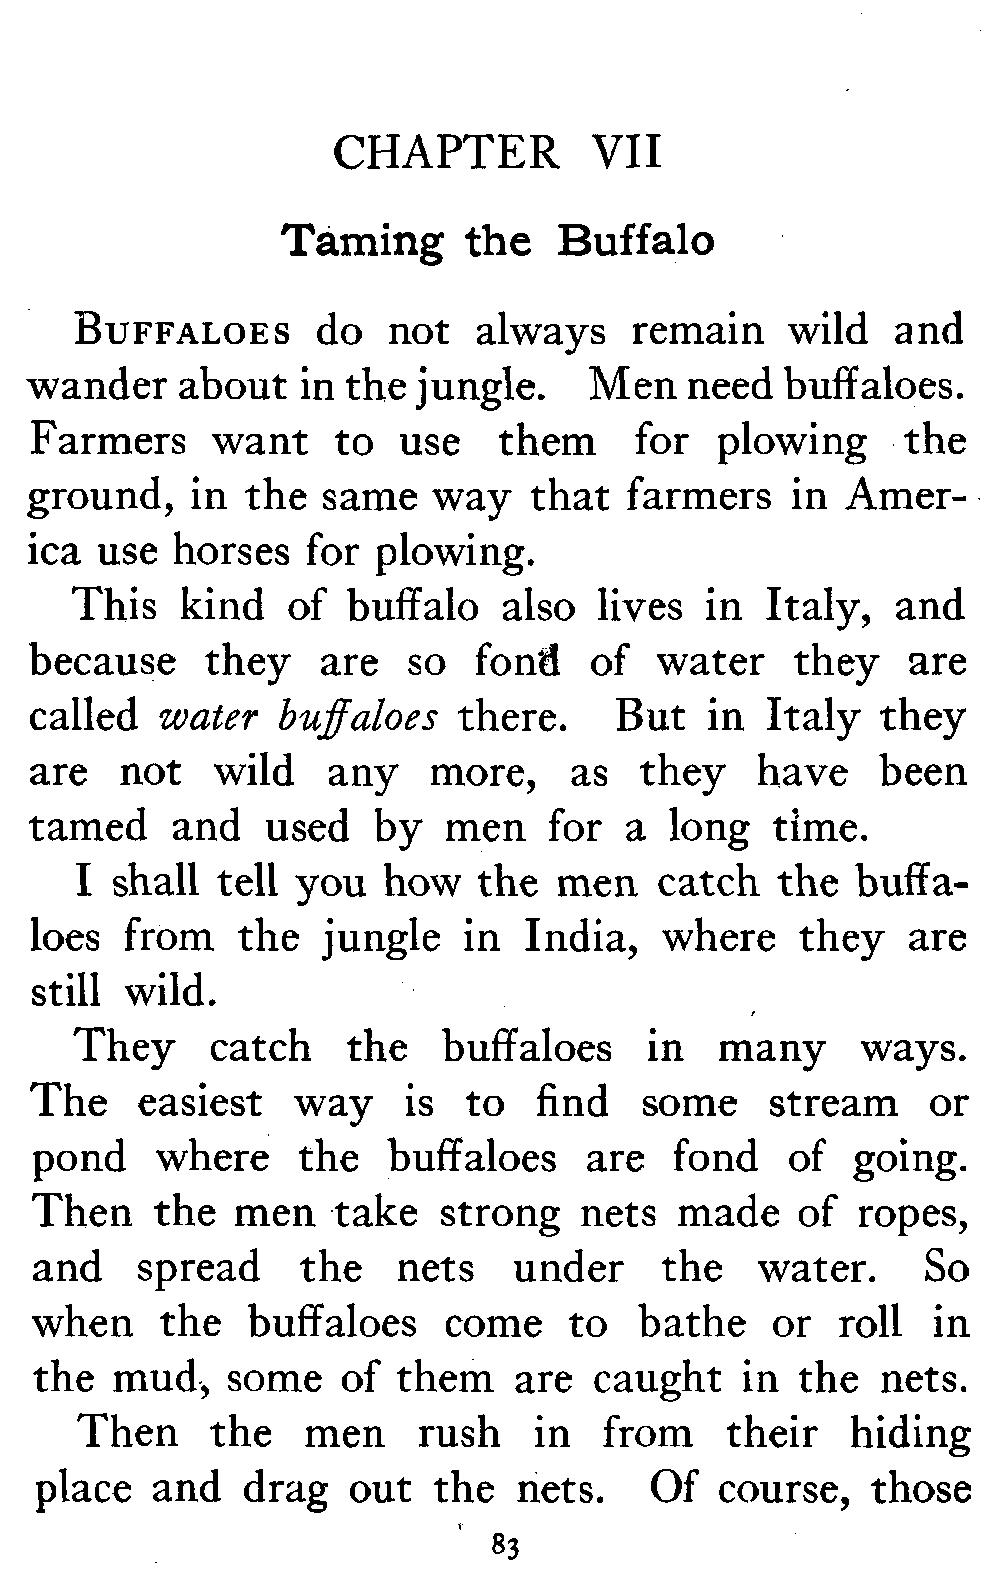 CHAPTER VII
Taming the Buffalo
BUFFALOES do not always remain wild and
wander about in the jungle. Men need buffaloes.
Farmers want to use them for plowing the
ground, in the same way that farmers in Amer-
ica use horses for plowing.
This kind of buffalo also lives in Italy, and
because they are so fond of water they are
called water buffaloes there. But in Italy they
are not wild any more, as they have been
tamed and used by men for a long time.
I shall tell you how the men catch the buffa-
loes from the jungle in India, where they are
still wild.
They catch the buffaloes in many ways.
The easiest way is to find some stream or
pond where the buffaloes are fond of going.
Then the men take strong nets made of ropes,
and spread the nets under the water. So
when the buffaloes come to bathe or roll in
the mud, some of them are caught in the nets.
Then the men rush in from their hiding
place and drag out the nets. Of course, those
83